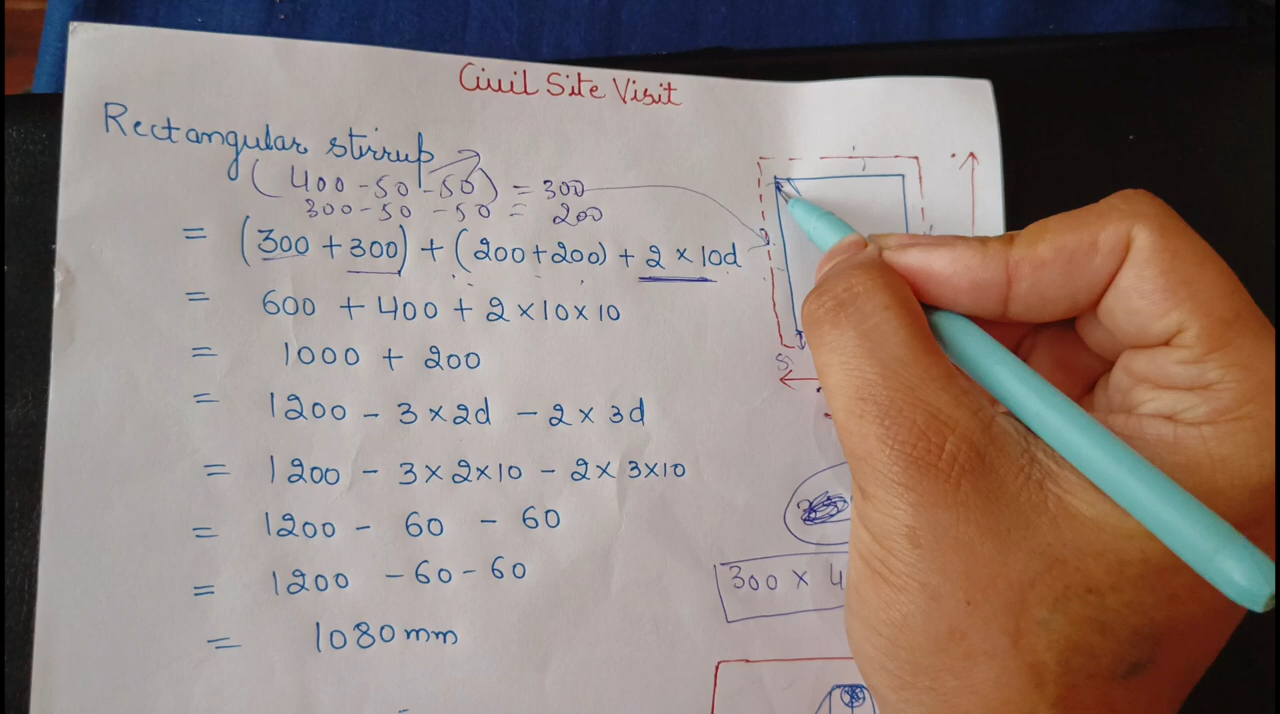 Civil Site Visit
Rectangular stirrup
(400 - 50 - 50) = 300
300 - 50 - 50 = 200
= (300 + 300) + (200 + 200) + 2 × 10d
= 600 + 400 + 2 × 10 × 10
= 1000 + 200
= 1200 - 3 × 2d - 2 × 3d
= 1200 - 3 × 2 × 10 - 2 × 3 × 10
= 1200 - 60 - 60
= 1200 - 60 - 60
= 1080 mm
300 × 4